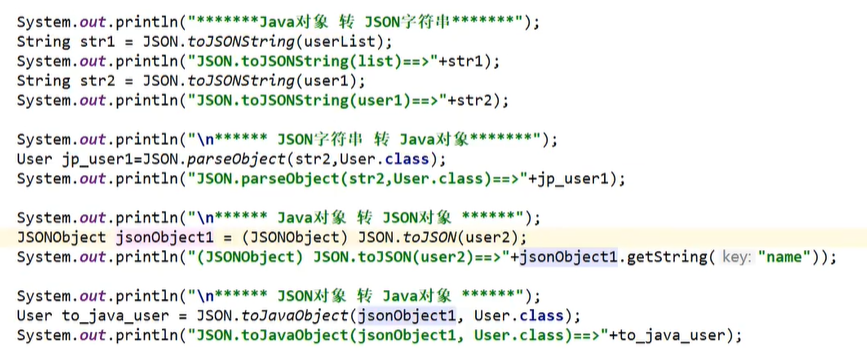 System.out.println("*******Java对象 转 JSON字符串*******");
String str1 = JSON.toJSONString(userList);
System.out.println("JSON.toJSONString(list)==>"+str1);
String str2 = JSON.toJSONString(user1);
System.out.println("JSON.toJSONString(user1)==>"+str2);
System.out.println("\n****** JSON字符串 转 Java对象*******");
User jp_user1=JSON.parseObject(str2,User.class);
System.out.println("JSON.parseObject(str2,User.class)==>"+jp_user1);
System.out.println("\n****** Java对象 转 JSON对象 ******");
JSONObject jsonObject1 = (JSONObject) JSON.toJSON(user2);
System.out.println("(JSONObject) JSON.toJSON(user2)==>"+jsonObject1.getString( key: "name"));
System.out.println("\n****** JSON对象 转 Java对象 ******");
User to_java_user = JSON.toJavaObject(jsonObject1, User.class);
System.out.println("JSON.toJavaObject(jsonObject1, User.class)==>"+to_java_user);